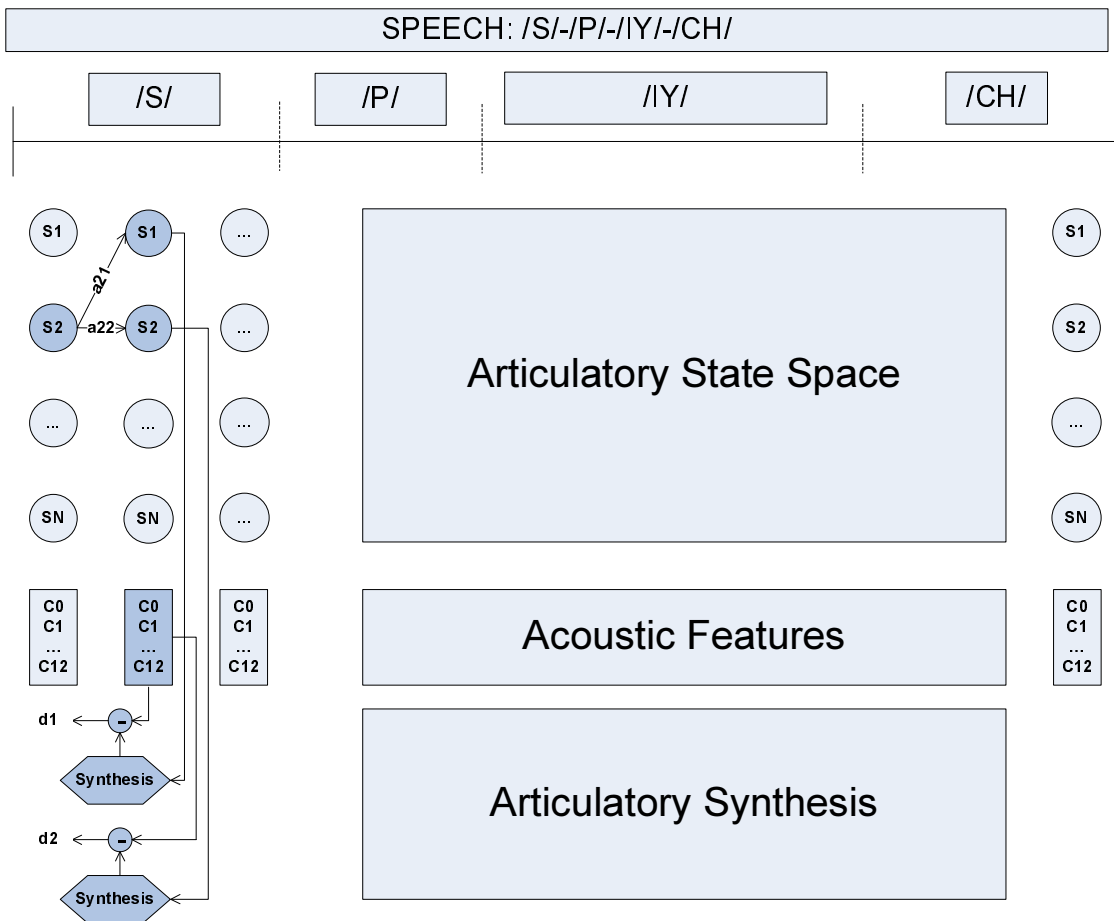 SPEECH: /S/-/P/-/IY/-/CH/
/S/ /P/ /IY/ /CH/
S1 S1 ... S1
a21
S2 a22 S2 ... S2
Articulatory State Space
... ... ... ...
SN SN ... SN
C0 C0 C0 C0
C1 C1 C1 C1
... ... ... ...
C12 C12 C12 C12
Acoustic Features
d1 -
Synthesis
Articulatory Synthesis
d2 -
Synthesis